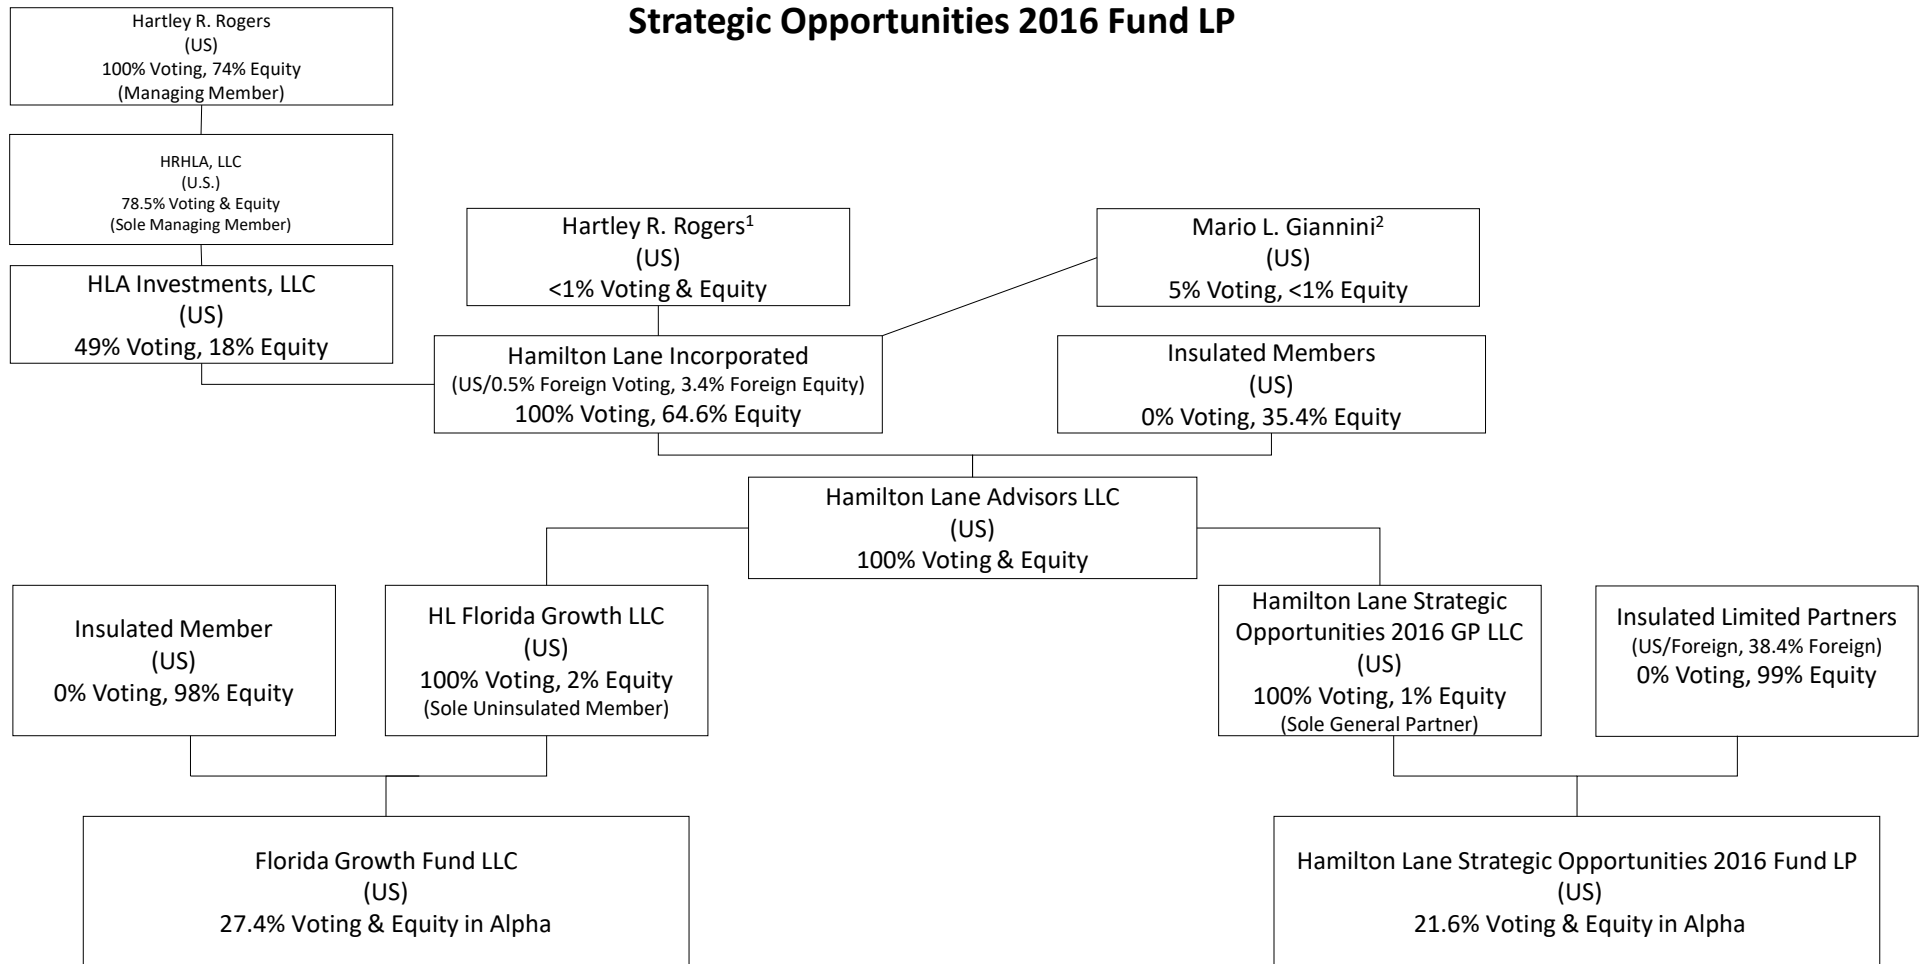 Strategic Opportunities 2016 Fund LP
Hartley R. Rogers
(US)
100% Voting, 74% Equity
(Managing Member)
HRHLA, LLC
(U.S.)
78.5% Voting & Equity
(Sole Managing Member)
HLA Investments, LLC
(US)
49% Voting, 18% Equity
Hartley R. Rogers¹
(US)
<1% Voting & Equity
Mario L. Giannini²
(US)
5% Voting, <1% Equity
Hamilton Lane Incorporated
(US/0.5% Foreign Voting, 3.4% Foreign Equity)
100% Voting, 64.6% Equity
Insulated Members
(US)
0% Voting, 35.4% Equity
Hamilton Lane Advisors LLC
(US)
100% Voting & Equity
Insulated Member
(US)
0% Voting, 98% Equity
HL Florida Growth LLC
(US)
100% Voting, 2% Equity
(Sole Uninsulated Member)
Hamilton Lane Strategic
Opportunities 2016 GP LLC
(US)
100% Voting, 1% Equity
(Sole General Partner)
Insulated Limited Partners
(US/Foreign, 38.4% Foreign)
0% Voting, 99% Equity
Florida Growth Fund LLC
(US)
27.4% Voting & Equity in Alpha
Hamilton Lane Strategic Opportunities 2016 Fund LP
(US)
21.6% Voting & Equity in Alpha